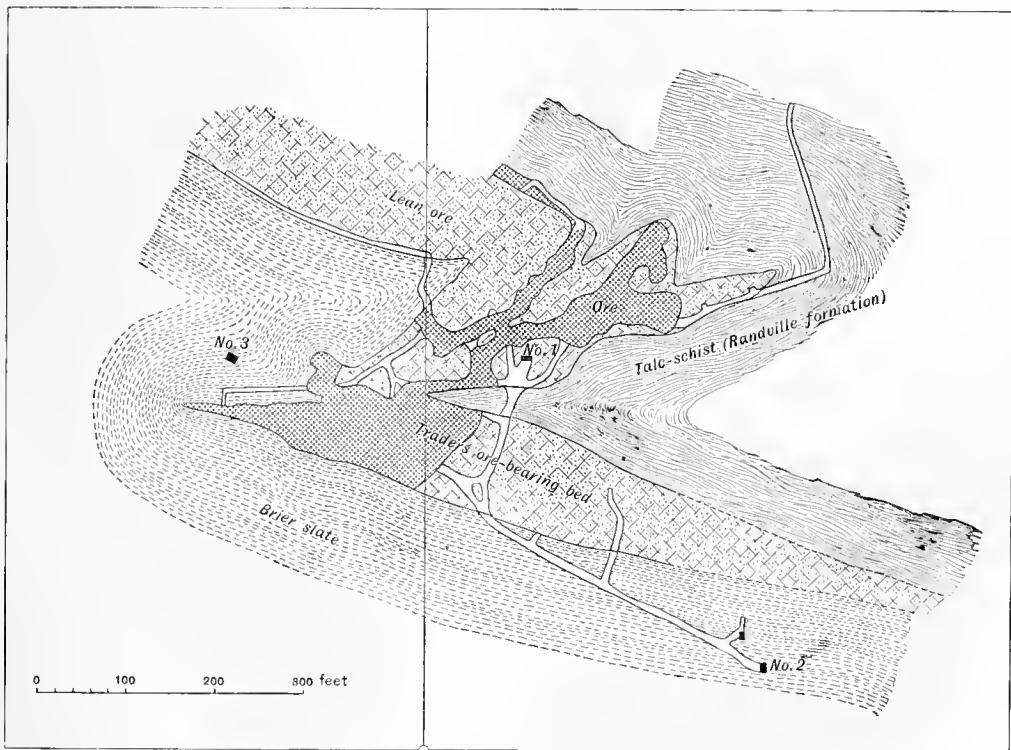 Lean ore
Ore
No. 3
No. 1
Talc-schist (Randville formation)
Traders ore-bearing bed
Brier slate
No. 2
0 100 200 300 feet